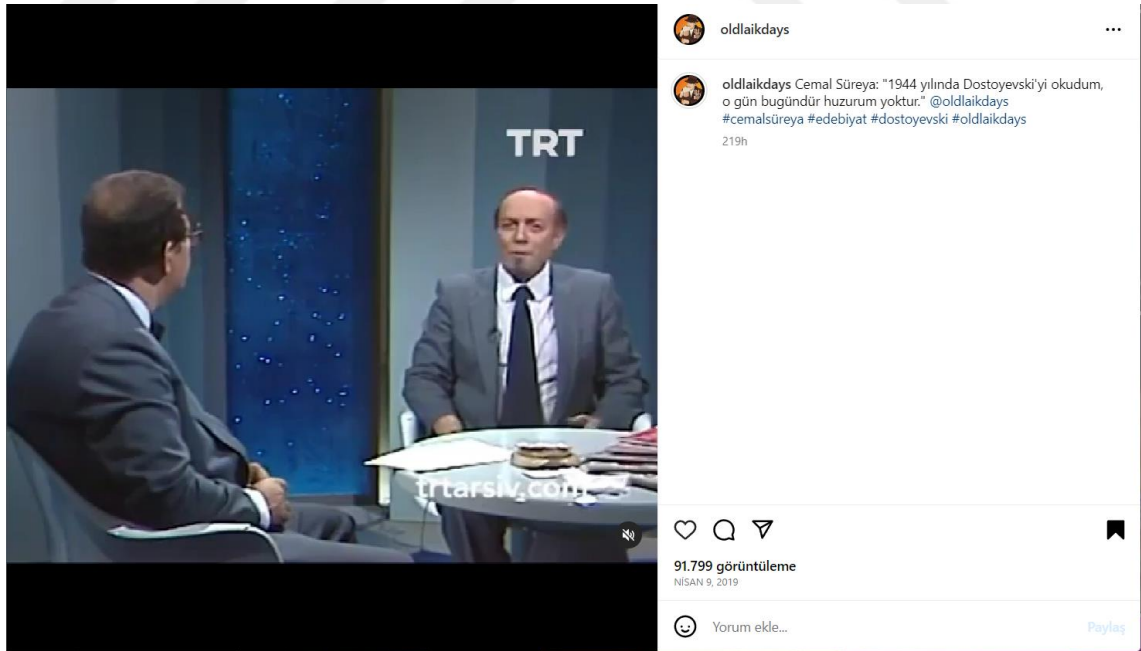 TRT
trtarsiv.com
oldlaikdays
oldlaikdays Cemal Süreya: "1944 yılında Dostoyevski'yi okudum,
o gün bugündür huzurum yoktur." @oldlaikdays
#cemalsüreya #edebiyat #dostoyevski #oldlaikdays
219h
91.799 görüntüleme
NİSAN 9, 2019
Yorum ekle...
Paylaş